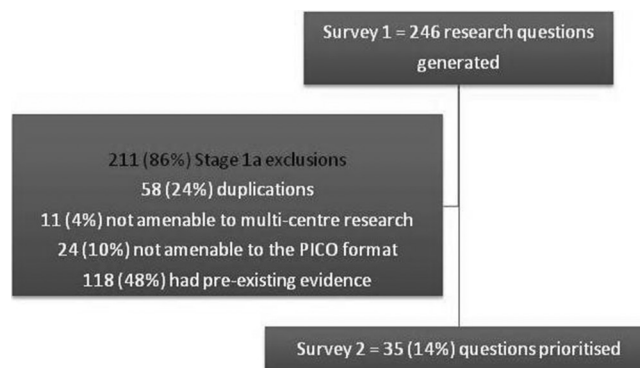 Survey 1 = 246 research questions
generated
211 (86%) Stage 1a exclusions
58 (24%) duplications
11 (4%) not amenable to multi-centre research
24 (10%) not amenable to the PICO format
118 (48%) had pre-existing evidence
Survey 2 = 35 (14%) questions prioritised